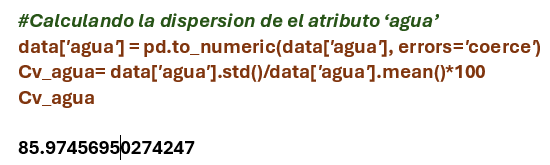 #Calculando la dispersion de el atributo ‘agua’
data['agua'] = pd.to_numeric(data['agua'], errors='coerce')
Cv_agua= data['agua'].std()/data['agua'].mean()*100
Cv_agua
85.97456950274247